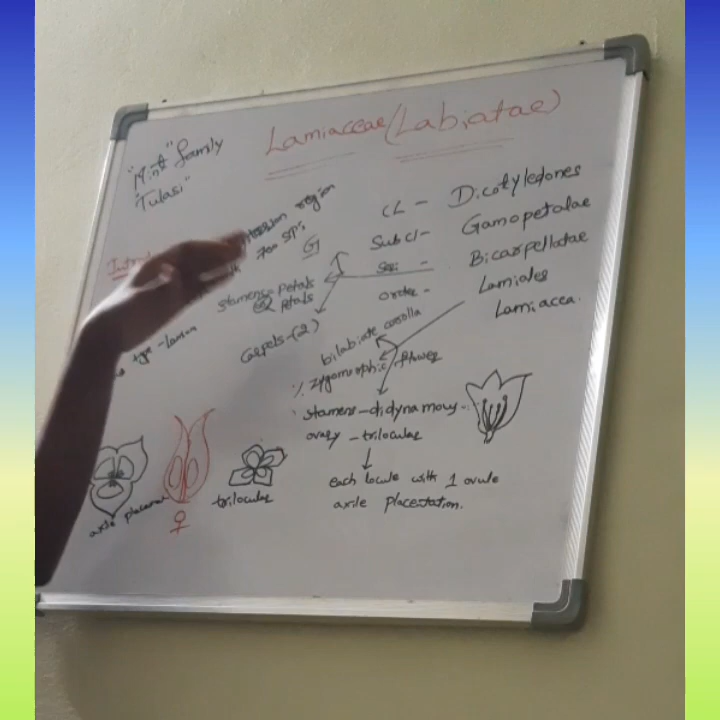 Lamiaceae (Labiatae)
"Mint" family
"Tulasi"
region
700 SPs
G
stamens = Petals
Petals
Carpels-(2)
CL - Dicotyledones
Sub Cl- Gamopetalae
Seri - Bicarpellatae
order - Lamiales
Lamiacea.
bilabiate corolla
Zygomorphic flower
stamens - didynamous
ovary - trilocular
each locule with 1 ovule
axile placentation.
axile
trilocular
♀